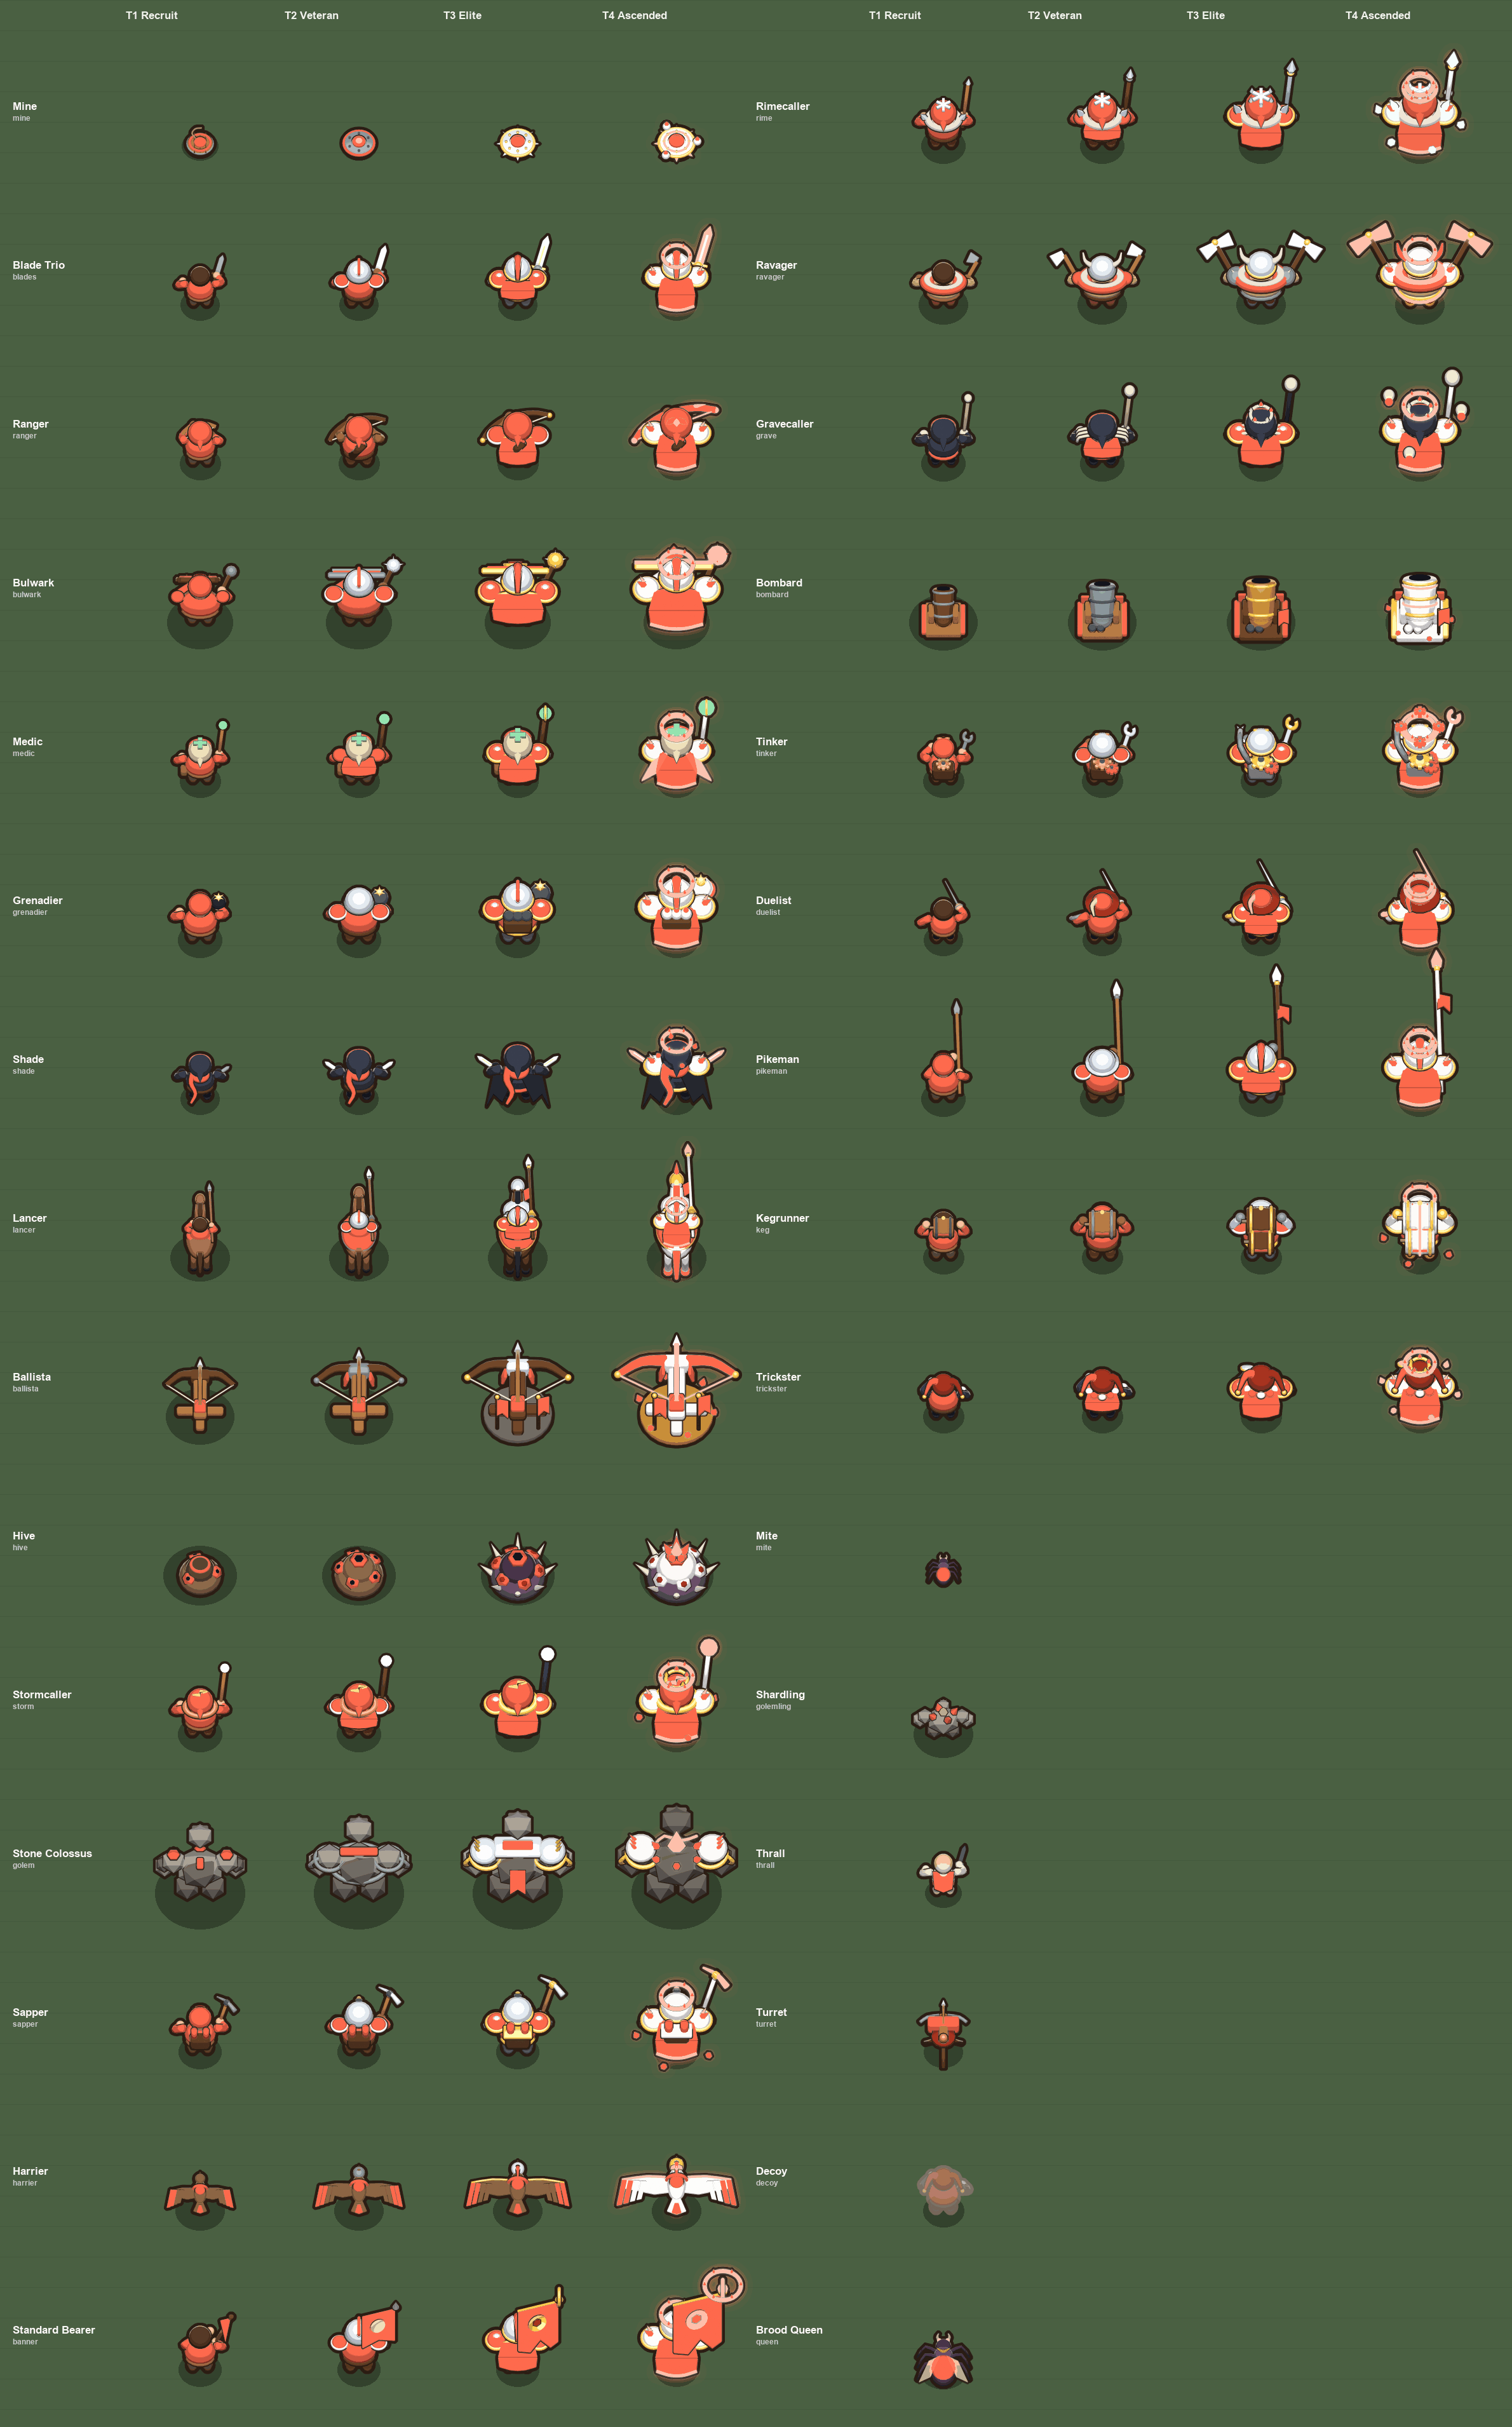 T1 Recruit T2 Veteran T3 Elite T4 Ascended T1 Recruit T2 Veteran T3 Elite T4 Ascended
Mine
mine
Rimecaller
rime
Blade Trio
blades
Ravager
ravager
Ranger
ranger
Gravecaller
grave
Bulwark
bulwark
Bombard
bombard
Medic
medic
Tinker
tinker
Grenadier
grenadier
Duelist
duelist
Shade
shade
Pikeman
pikeman
Lancer
lancer
Kegrunner
keg
Ballista
ballista
Trickster
trickster
Hive
hive
Mite
mite
Stormcaller
storm
Shardling
golemling
Stone Colossus
golem
Thrall
thrall
Sapper
sapper
Turret
turret
Harrier
harrier
Decoy
decoy
Standard Bearer
banner
Brood Queen
queen